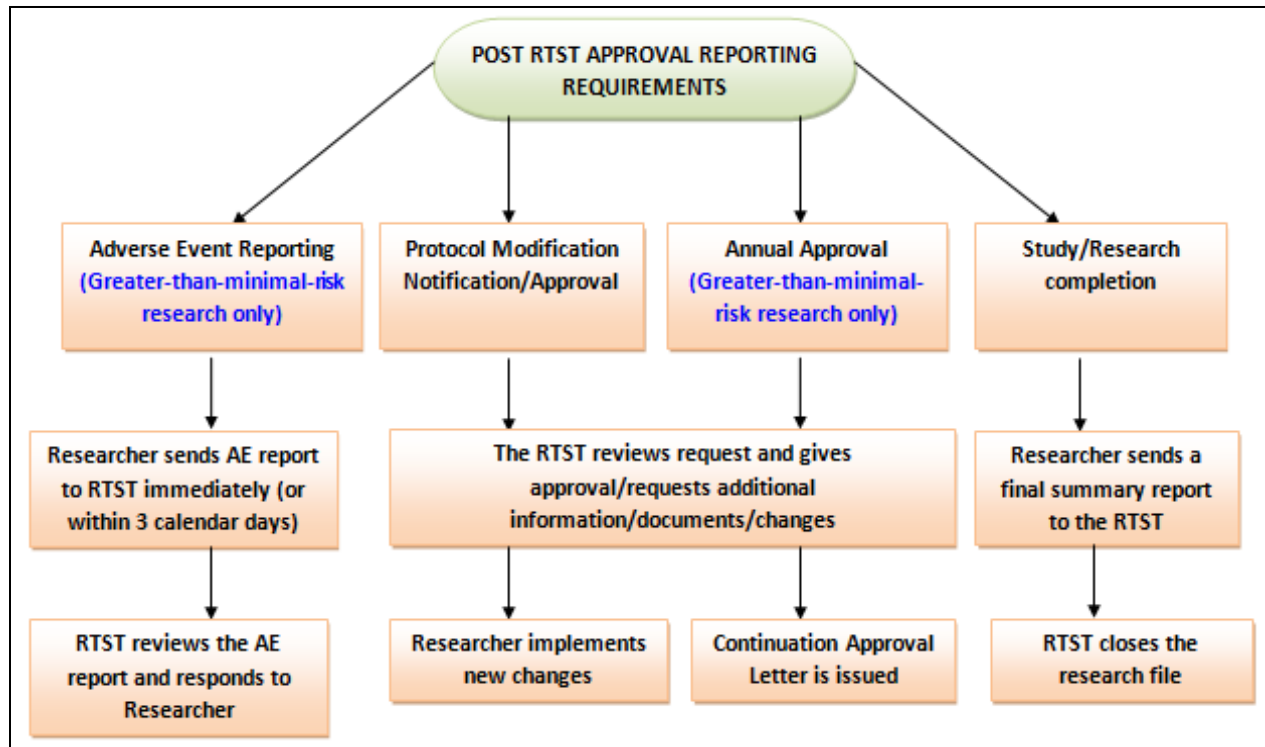 POST RTST APPROVAL REPORTING
REQUIREMENTS
Adverse Event Reporting
(Greater-than-minimal-risk
research only)
Protocol Modification
Notification/Approval
Annual Approval
(Greater-than-minimal-
risk research only)
Study/Research
completion
Researcher sends AE report
to RTST immediately (or
within 3 calendar days)
The RTST reviews request and gives
approval/requests additional
information/documents/changes
Researcher sends a
final summary report
to the RTST
RTST reviews the AE
report and responds to
Researcher
Researcher implements
new changes
Continuation Approval
Letter is issued
RTST closes the
research file